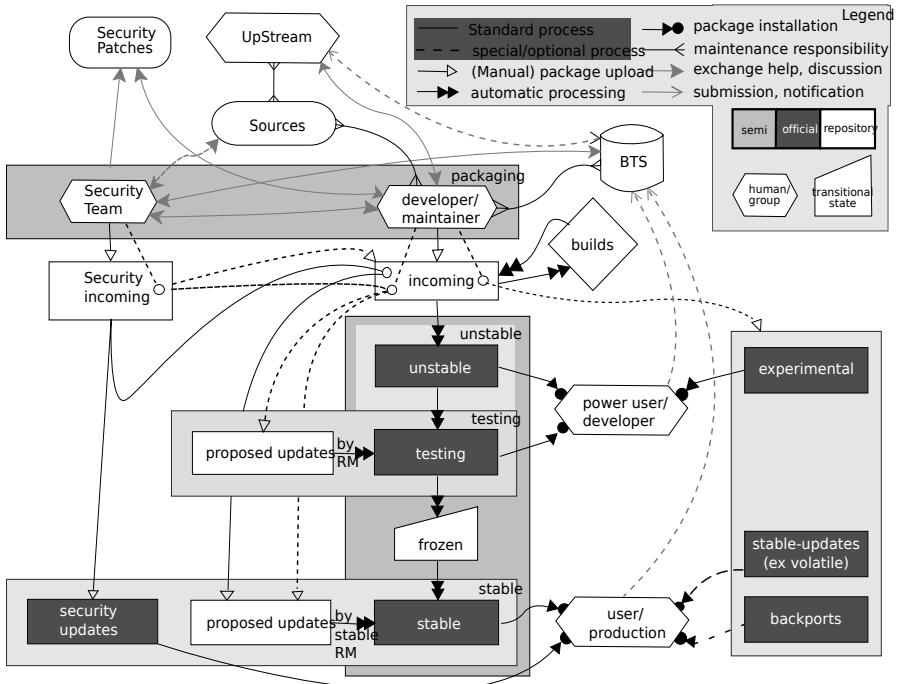 Legend
Standard process
package installation
special/optional process
maintenance responsibility
(Manual) package upload
exchange help, discussion
automatic processing
submission, notification
semi
official
repository
human/
group
transitional
state
Security
Patches
UpStream
Sources
BTS
packaging
Security
Team
developer/
maintainer
builds
Security
incoming
incoming
unstable
unstable
experimental
power user/
developer
testing
proposed updates
by
RM
testing
frozen
stable-updates
(ex volatile)
stable
security
updates
proposed updates
by
stable
RM
stable
user/
production
backports